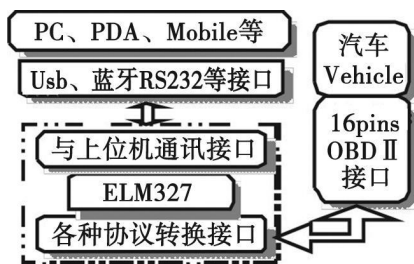 PC、PDA、Mobile等
Usb、蓝牙RS232等接口
与上位机通讯接口
ELM327
各种协议转换接口
汽车
Vehicle
16pins
OBDⅡ
接口